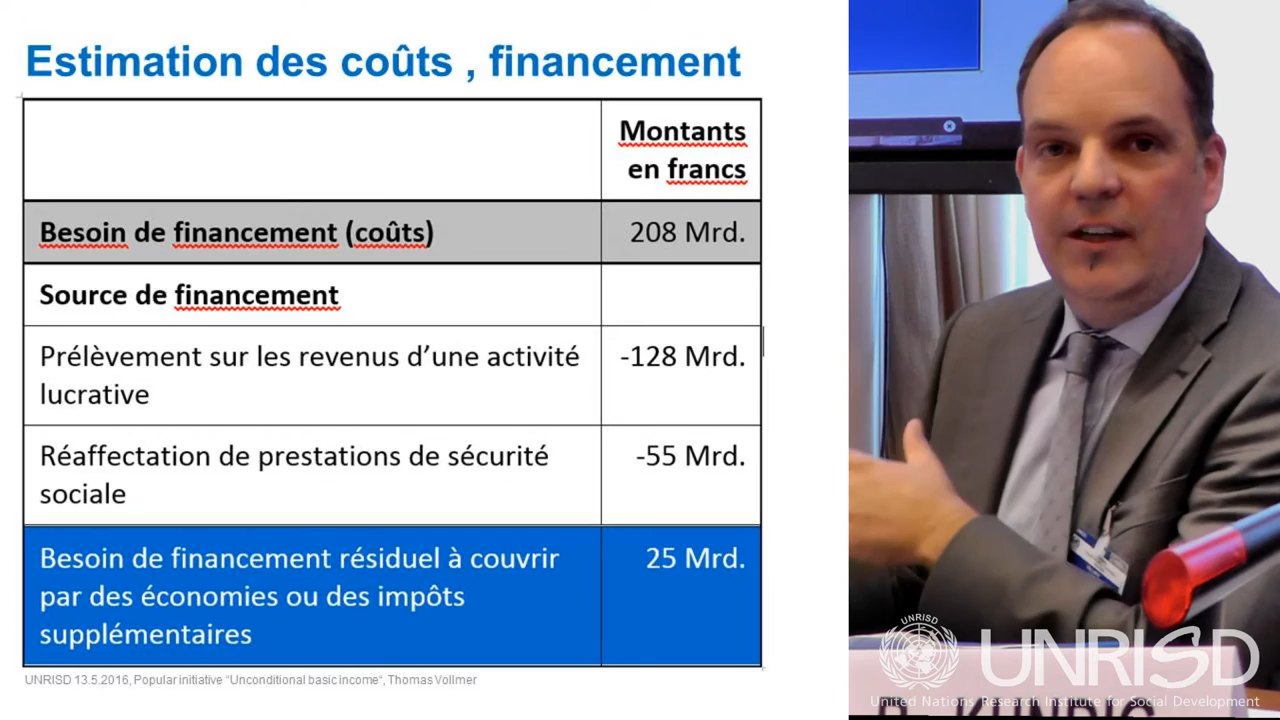 Estimation des coûts , financement
Montants
en francs
Besoin de financement (coûts)
208 Mrd.
Source de financement
Prélèvement sur les revenus d’une activité
lucrative
-128 Mrd.
Réaffectation de prestations de sécurité
sociale
-55 Mrd.
Besoin de financement résiduel à couvrir
par des économies ou des impôts
supplémentaires
25 Mrd.
UNRISD 13.5.2016, Popular initiative “Unconditional basic income“, Thomas Vollmer
UNRISD
UNRISD
United Nations Research Institute for Social Development